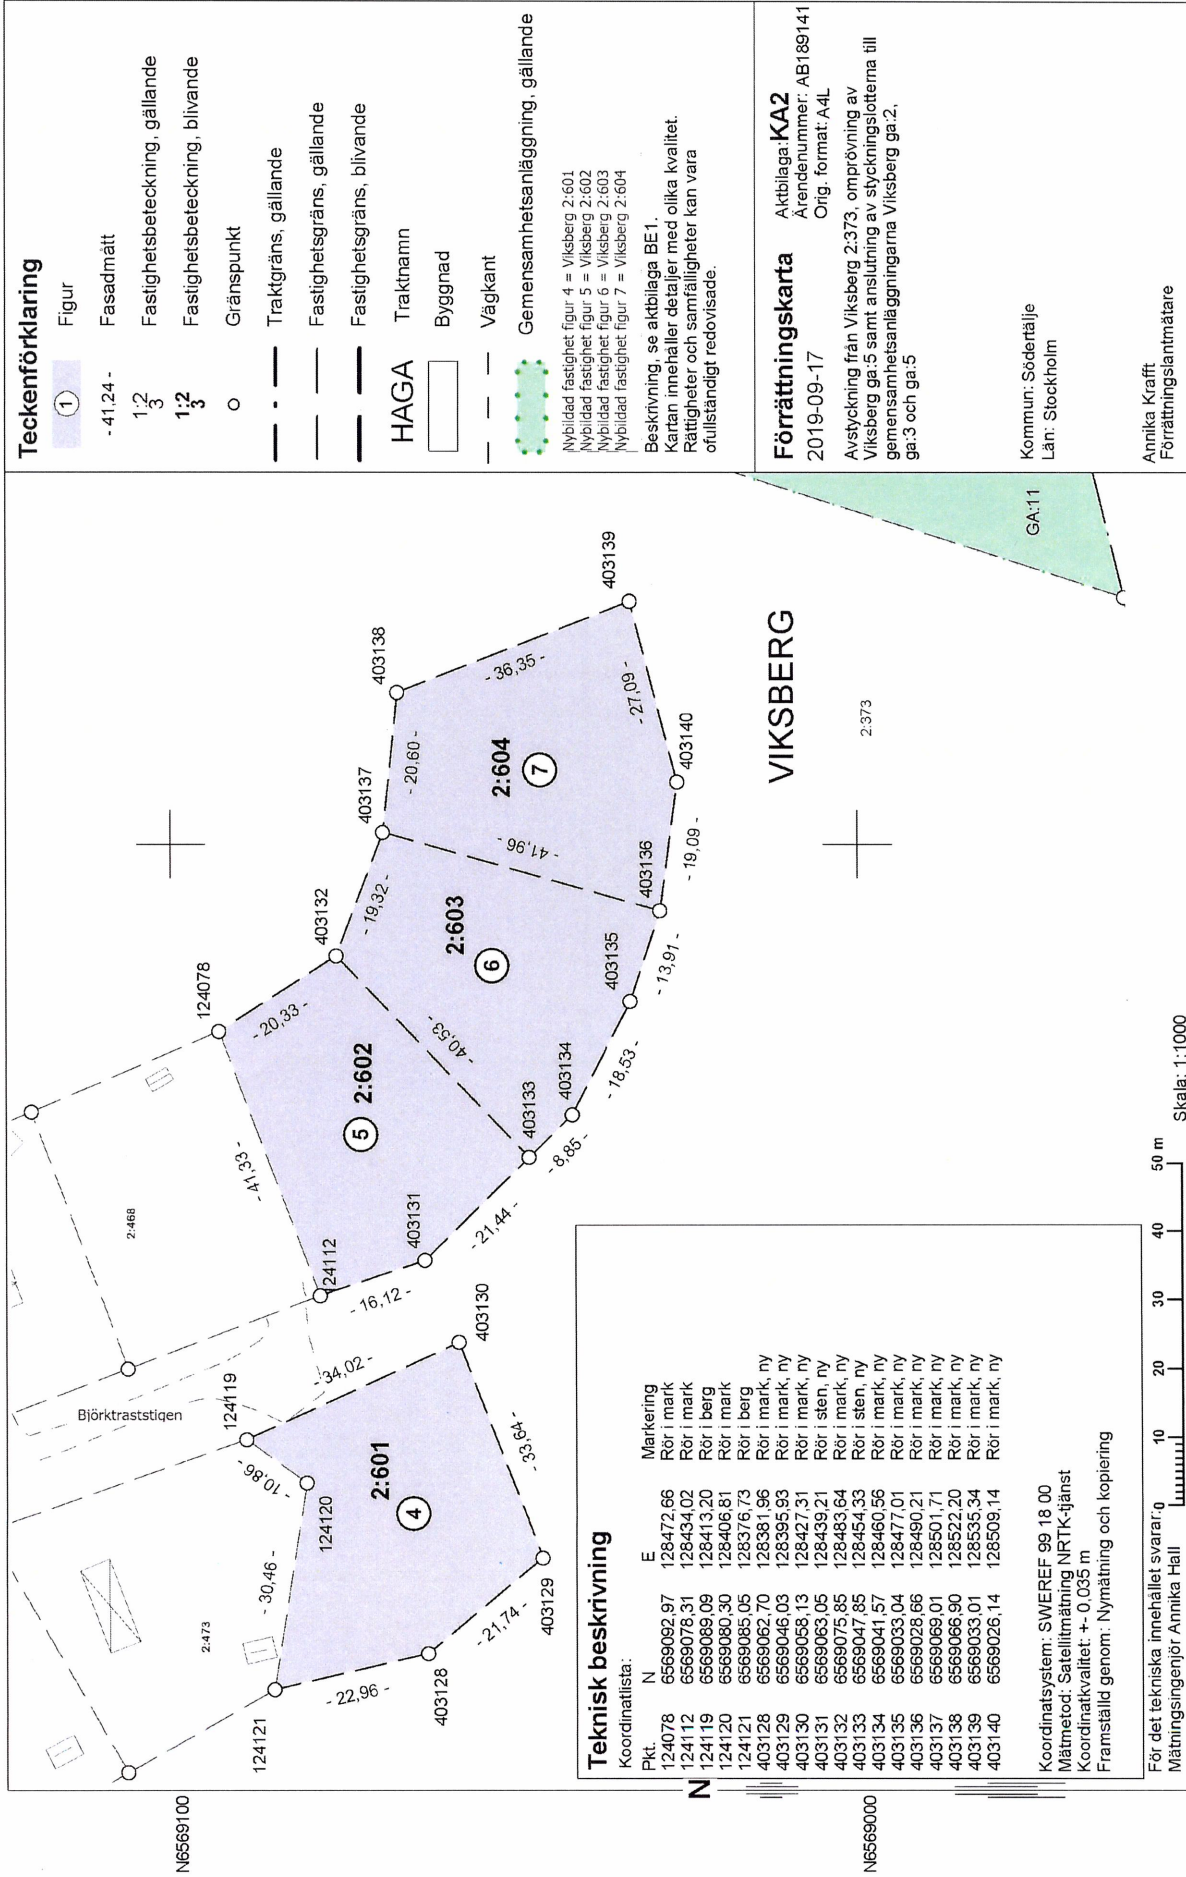 Teckenförklaring
1 Figur
- 41,24 - Fasadmått
1:2
3 Fastighetsbeteckning, gällande
1:2
3 Fastighetsbeteckning, blivande
Gränspunkt
Traktgräns, gällande
Fastighetsgräns, gällande
Fastighetsgräns, blivande
HAGA Traktnamn
Byggnad
Vägkant
Gemensamhetsanläggning, gällande
Nybildad fastighet figur 4 = Viksberg 2:601
Nybildad fastighet figur 5 = Viksberg 2:602
Nybildad fastighet figur 6 = Viksberg 2:603
Nybildad fastighet figur 7 = Viksberg 2:604
Beskrivning, se aktbilaga BE1.
Kartan innehåller detaljer med olika kvalitet.
Rättigheter och samfälligheter kan vara
ofullständigt redovisade.
Förrättningskarta Aktbilaga: KA2
2019-09-17 Ärendenummer: AB189141
Orig. format: A4L
Avstyckning från Viksberg 2:373, omprövning av
Viksberg ga:5 samt anslutning av styckningslotterna till
gemensamhetsanläggningarna Viksberg ga:2,
ga:3 och ga:5
Kommun: Södertälje
Län: Stockholm
Annika Krafft
Förrättningslantmätare
N6569100
N6569000
N
2:473
Björktraststigen
2:468
124121
- 30,46 -
124120
- 10,86 -
124119
- 34,02 -
403130
- 33,64 -
403129
- 21,74 -
403128
- 22,96 -
2:601
4
124112
- 41,33 -
124078
- 20,33 -
403132
- 40,53 -
403133
- 21,44 -
403131
- 16,12 -
5 2:602
- 19,32 -
403137
- 41,96 -
403136
- 13,91 -
403135
- 18,53 -
403134
- 8,85 -
2:603
6
- 20,60 -
403138
- 36,35 -
403139
- 27,09 -
403140
- 19,09 -
2:604
7
VIKSBERG
2:373
GA:11
Teknisk beskrivning
Koordinatlista:
Pkt. N E Markering
124078 6569092,97 128472,66 Rör i mark
124112 6569078,31 128434,02 Rör i mark
124119 6569089,09 128413,20 Rör i berg
124120 6569080,30 128406,81 Rör i mark
124121 6569085,05 128376,73 Rör i berg
403128 6569062,70 128381,96 Rör i mark, ny
403129 6569046,03 128395,93 Rör i mark, ny
403130 6569058,13 128427,31 Rör i mark, ny
403131 6569063,05 128439,21 Rör i sten, ny
403132 6569075,85 128483,64 Rör i mark, ny
403133 6569047,85 128454,33 Rör i sten, ny
403134 6569041,57 128460,56 Rör i mark, ny
403135 6569033,04 128477,01 Rör i mark, ny
403136 6569028,66 128490,21 Rör i mark, ny
403137 6569069,01 128501,71 Rör i mark, ny
403138 6569066,90 128522,20 Rör i mark, ny
403139 6569033,01 128535,34 Rör i mark, ny
403140 6569026,14 128509,14 Rör i mark, ny
Koordinatsystem: SWEREF 99 18 00
Mätmetod: Satellitmätning NRTK-tjänst
Koordinatkvalitet: +- 0,035 m
Framställd genom: Nymätning och kopiering
För det tekniska innehållet svarar:
Mätningsingenjör Annika Hall
0 10 20 30 40 50 m
Skala: 1:1000